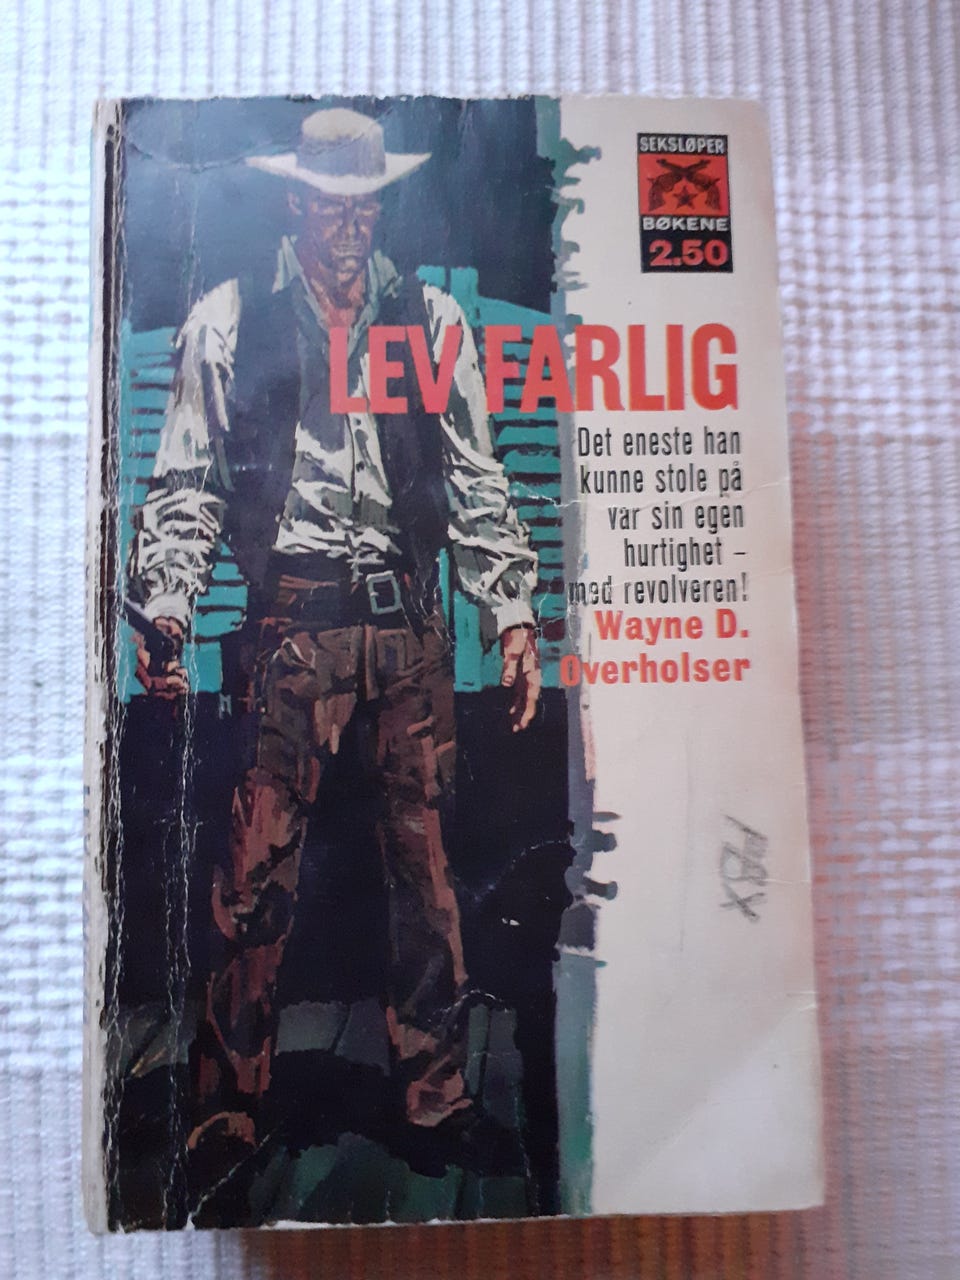 SEKSLØPER
BØKENE
2.50
LEV FARLIG
Det eneste han
kunne stole på
var sin egen
hurtighet –
med revolveren!
Wayne D.
Overholser